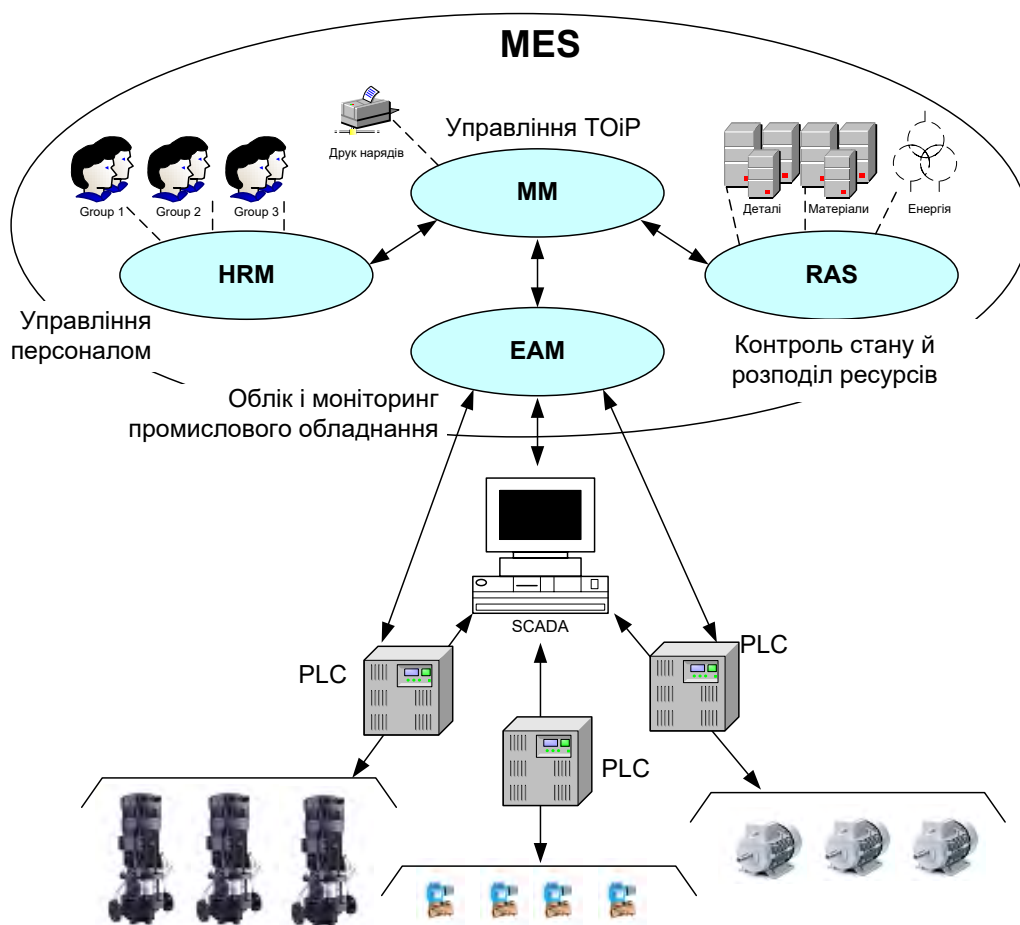 MES
Управління ТОіР
Друк нарядів
MM
Group 1
Group 2
Group 3
Деталі
Матеріали
Енергія
HRM
RAS
Управління
персоналом
EAM
Контроль стану й
розподіл ресурсів
Облік і моніторинг
промислового обладнання
SCADA
PLC
PLC
PLC